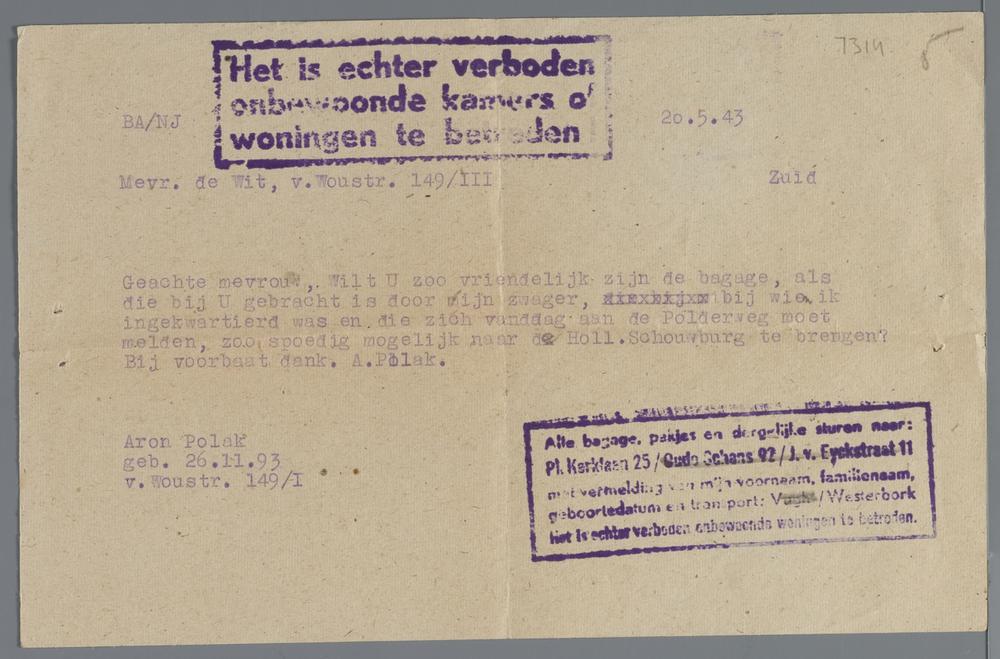 7314
Het is echter verboden
onbewoonde kamers of
woningen te betreden
BA/NJ
20.5.43
Mevr. de Wit, v.Woustr. 149/III
Zuid
Geachte mevrouw,. Wilt U zoo vriendelijk zijn de bagage, als
die bij U gebracht is door mijn zwager, bij wie ik
ingekwartierd was en die zich vanddag aan de Polderweg moet
melden, zoo spoedig mogelijk naar de Holl.Schouwburg te brengen?
Bij voorbaat dank. A.Polak.
Aron Polak
geb. 26.11.93
v.Woustr. 149/I
Alle bagage, pakjes en dergelijke sturen naar:
Pl. Kerklaan 25 / Oude Schans 92 / J. v. Eyckstraat 11
met vermelding van mijn voornaam, familienaam,
geboortedatum en transport: Vught / Westerbork
Het is echter verboden onbewoonde woningen te betreden.